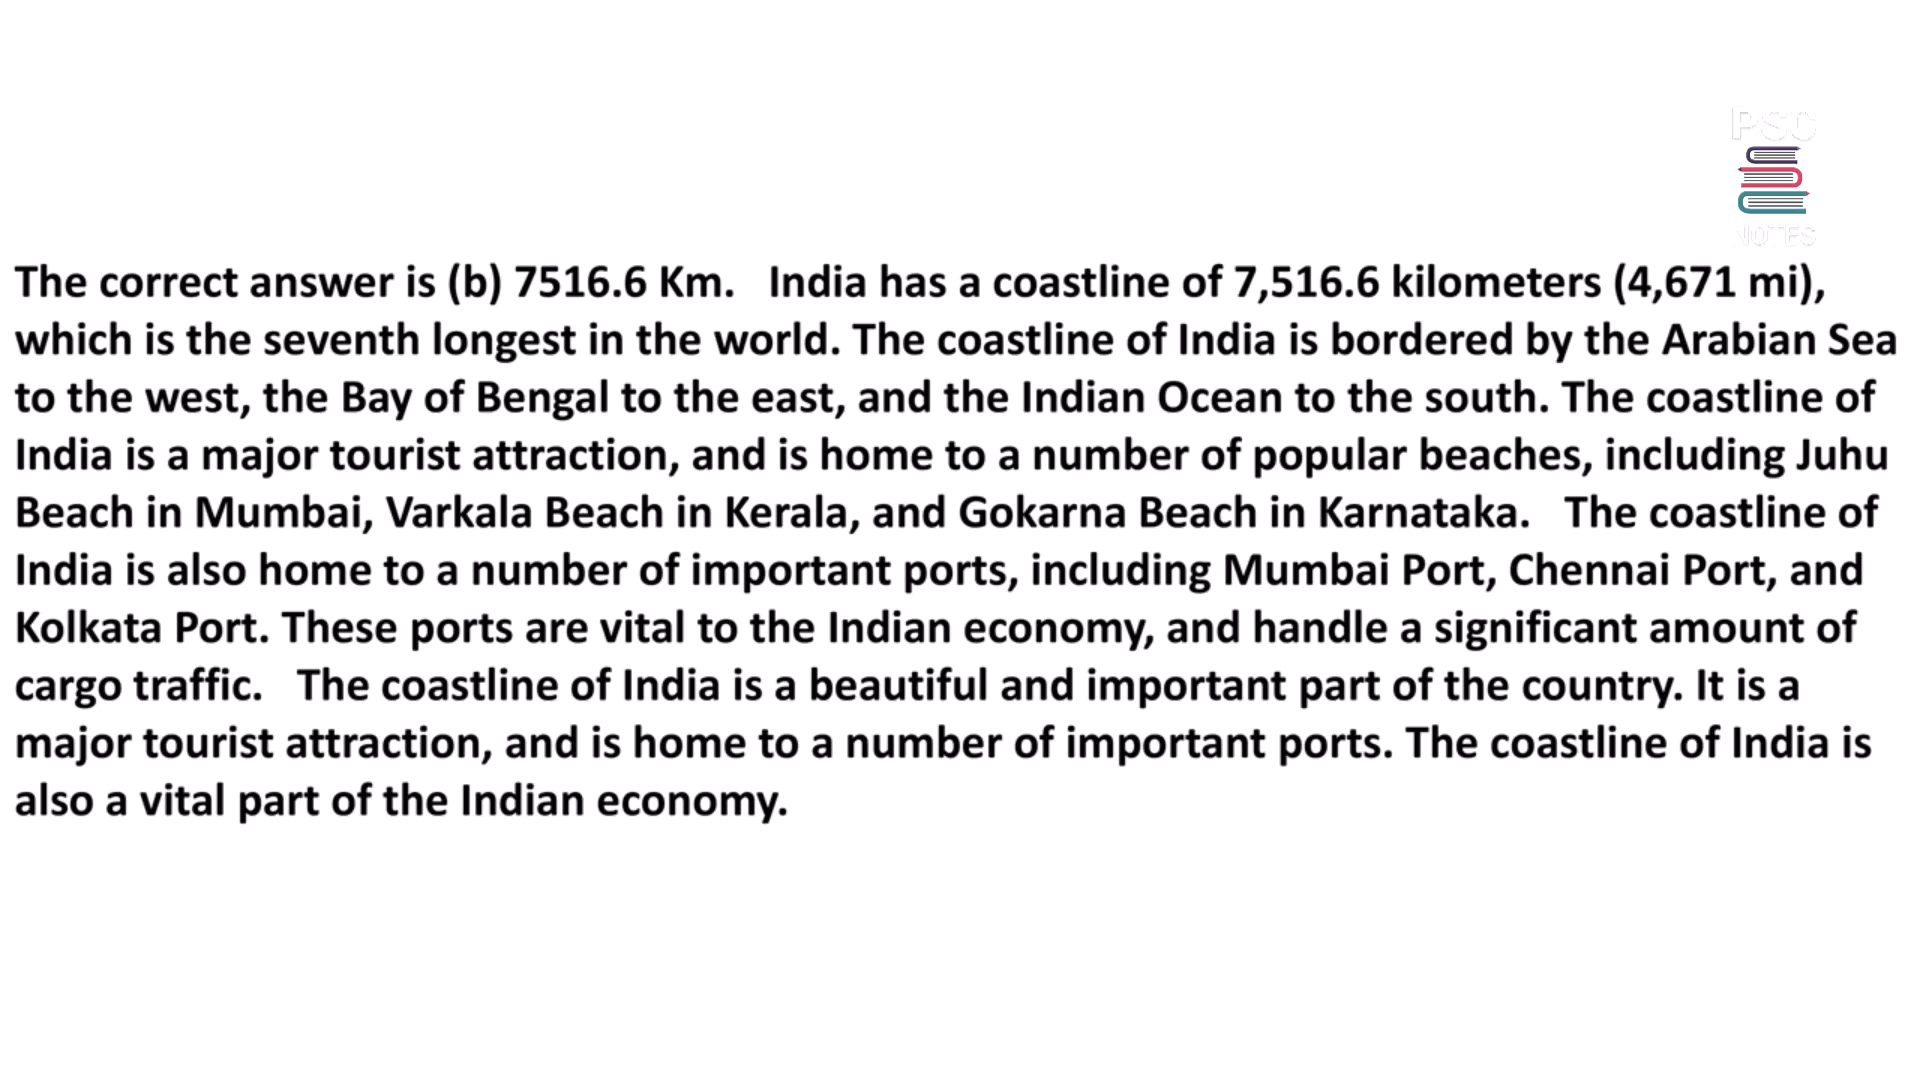 PSC
NOTES
The correct answer is (b) 7516.6 Km.   India has a coastline of 7,516.6 kilometers (4,671 mi),
which is the seventh longest in the world. The coastline of India is bordered by the Arabian Sea
to the west, the Bay of Bengal to the east, and the Indian Ocean to the south. The coastline of
India is a major tourist attraction, and is home to a number of popular beaches, including Juhu
Beach in Mumbai, Varkala Beach in Kerala, and Gokarna Beach in Karnataka.   The coastline of
India is also home to a number of important ports, including Mumbai Port, Chennai Port, and
Kolkata Port. These ports are vital to the Indian economy, and handle a significant amount of
cargo traffic.   The coastline of India is a beautiful and important part of the country. It is a
major tourist attraction, and is home to a number of important ports. The coastline of India is
also a vital part of the Indian economy.